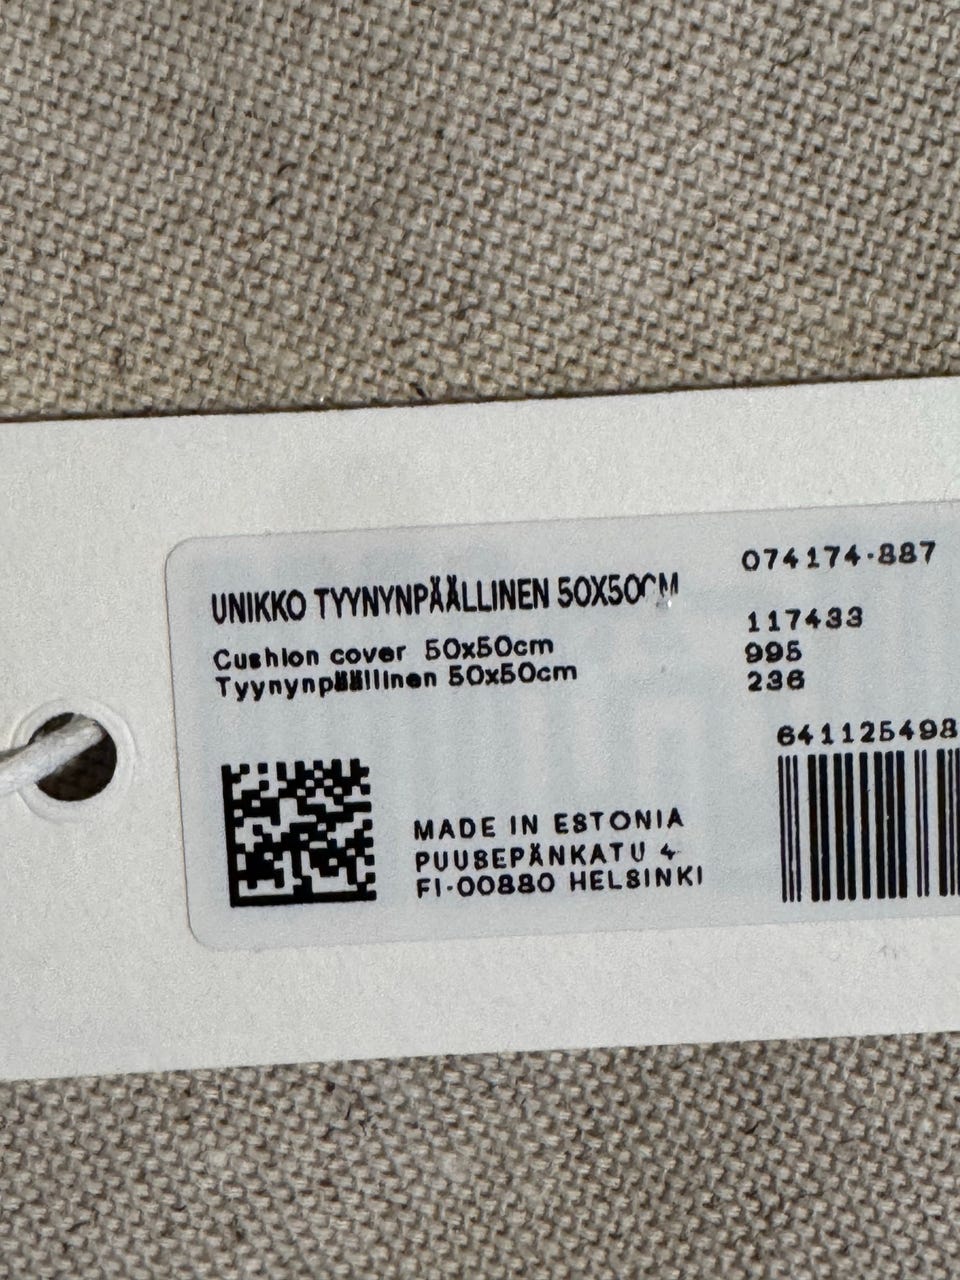 UNIKKO TYYNYNPÄÄLLINEN 50X50CM
Cushion cover 50x50cm
Tyynynpäällinen 50x50cm
074174-887
117433
995
236
641125498
MADE IN ESTONIA
PUUSEPÄNKATU 4
FI-00880 HELSINKI